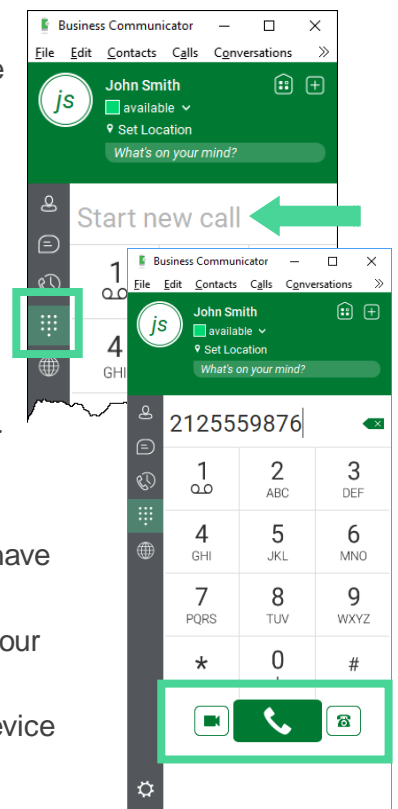 Business Communicator
File Edit Contacts Calls Conversations »
js
John Smith
available
Set Location
What's on your mind?
Start new call
1
4
GHI
Business Communicator
File Edit Contacts Calls Conversations »
js
John Smith
available
Set Location
What's on your mind?
2125559876
1 2 3
ABC DEF
4 5 6
GHI JKL MNO
7 8 9
PQRS TUV WXYZ
* 0 #
have
our